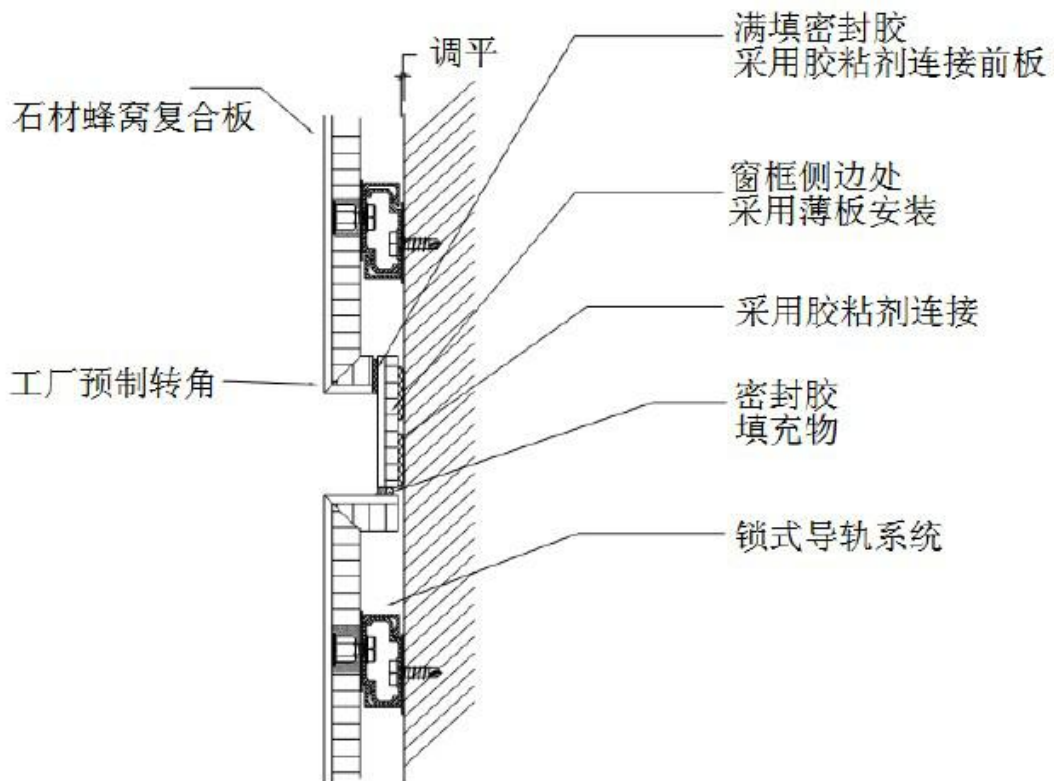 满填密封胶
采用胶粘剂连接前板
调平
石材蜂窝复合板
窗框侧边处
采用薄板安装
采用胶粘剂连接
工厂预制转角
密封胶
填充物
锁式导轨系统